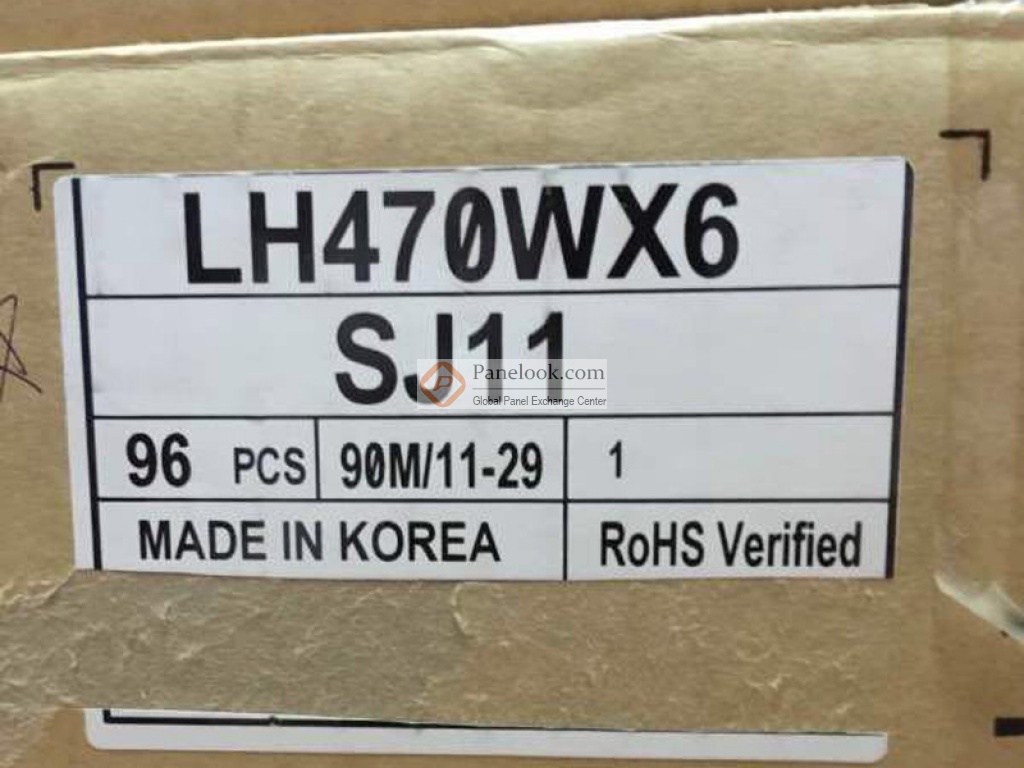 LH470WX6
SJ11
Panelook.com
Global Panel Exchange Center
96 PCS 90M/11-29 1
MADE IN KOREA RoHS Verified